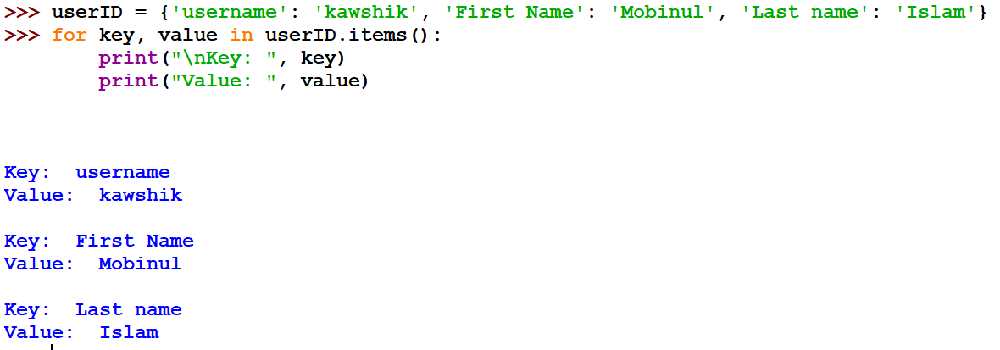 >>> userID = {'username': 'kawshik', 'First Name': 'Mobinul', 'Last name': 'Islam'}
>>> for key, value in userID.items():
        print("\nKey: ", key)
        print("Value: ", value)
Key:  username
Value:  kawshik
Key:  First Name
Value:  Mobinul
Key:  Last name
Value:  Islam